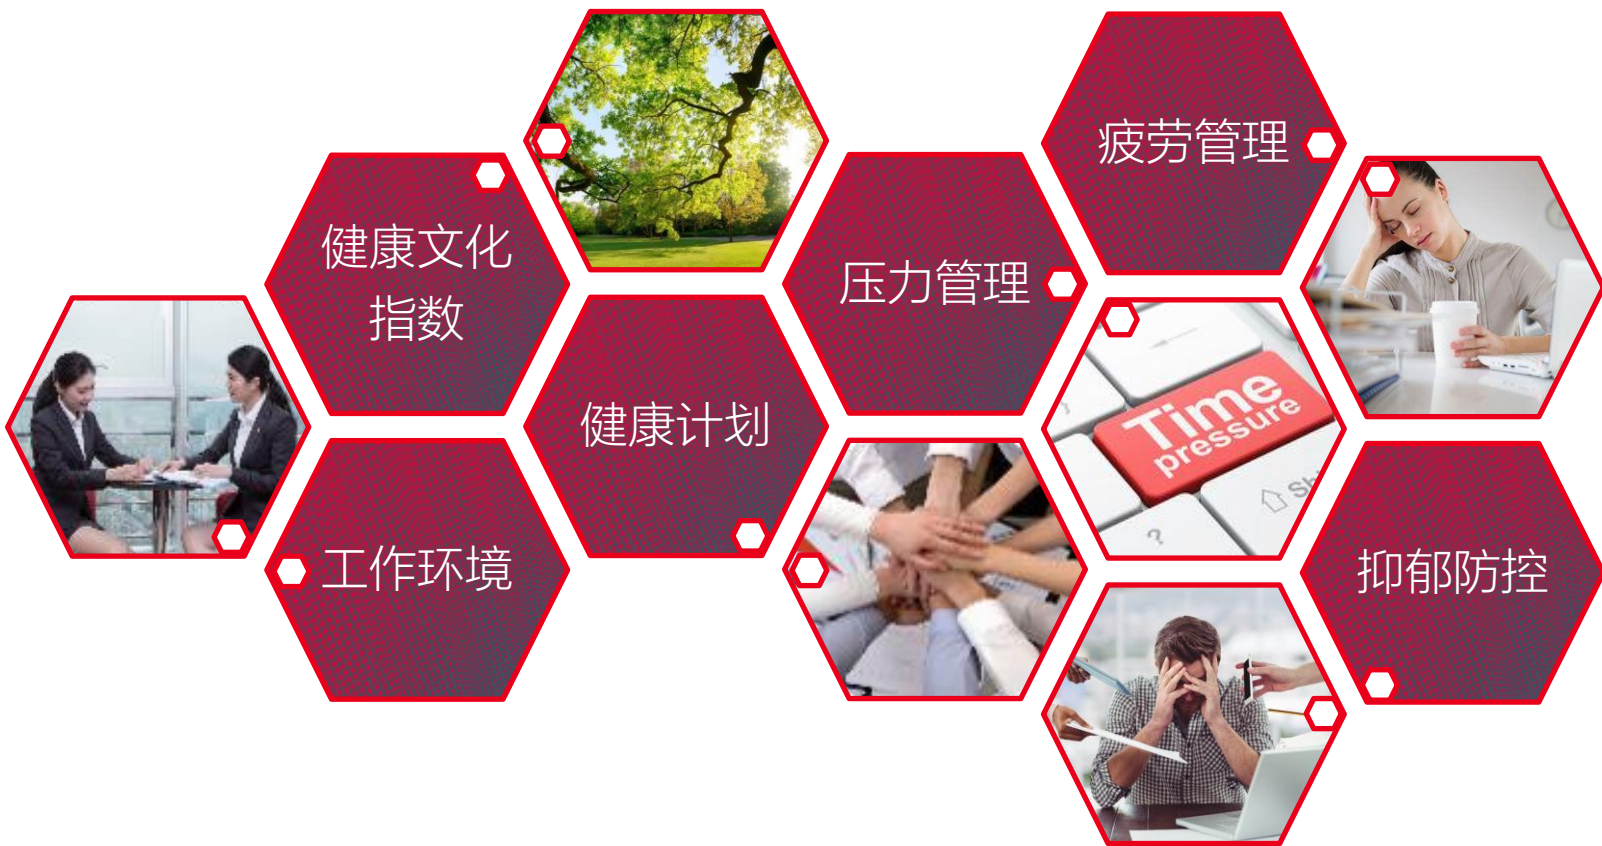 疲劳管理
健康文化
指数
压力管理
健康计划
Time
pressure
工作环境
抑郁防控
?